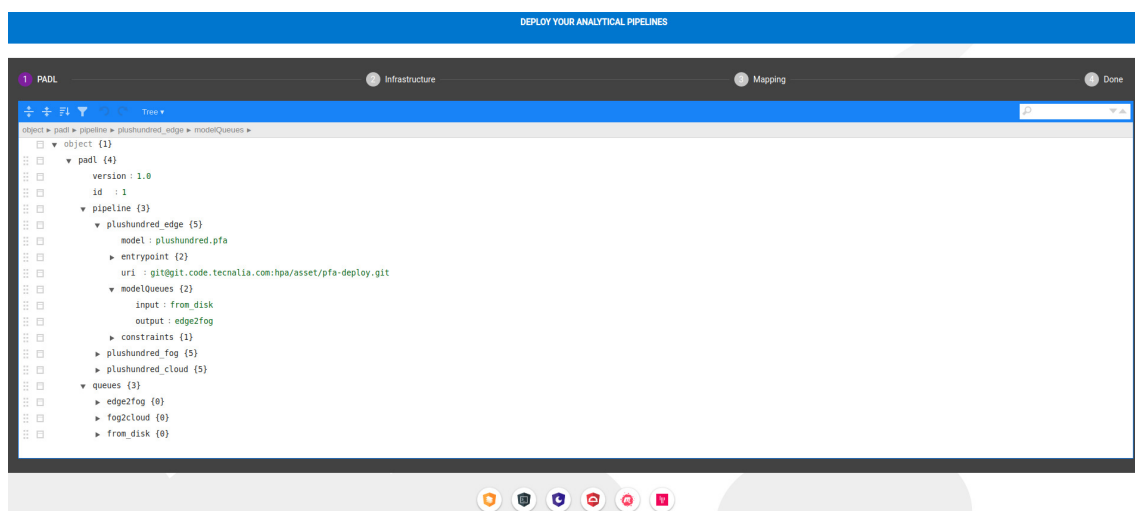 DEPLOY YOUR ANALYTICAL PIPELINES
1 PADL 2 Infrastructure 3 Mapping 4 Done
Tree ▾
object ▸ padl ▸ pipeline ▸ plushundred_edge ▸ modelQueues ▸
▼ object {1}
▼ padl {4}
version : 1.0
id : 1
▼ pipeline {3}
▼ plushundred_edge {5}
model : plushundred.pfa
▶ entrypoint {2}
uri : git@git.code.tecnalia.com:hpa/asset/pfa-deploy.git
▼ modelQueues {2}
input : from_disk
output : edge2fog
▶ constraints {1}
▶ plushundred_fog {5}
▶ plushundred_cloud {5}
▼ queues {3}
▶ edge2fog {0}
▶ fog2cloud {0}
▶ from_disk {0}